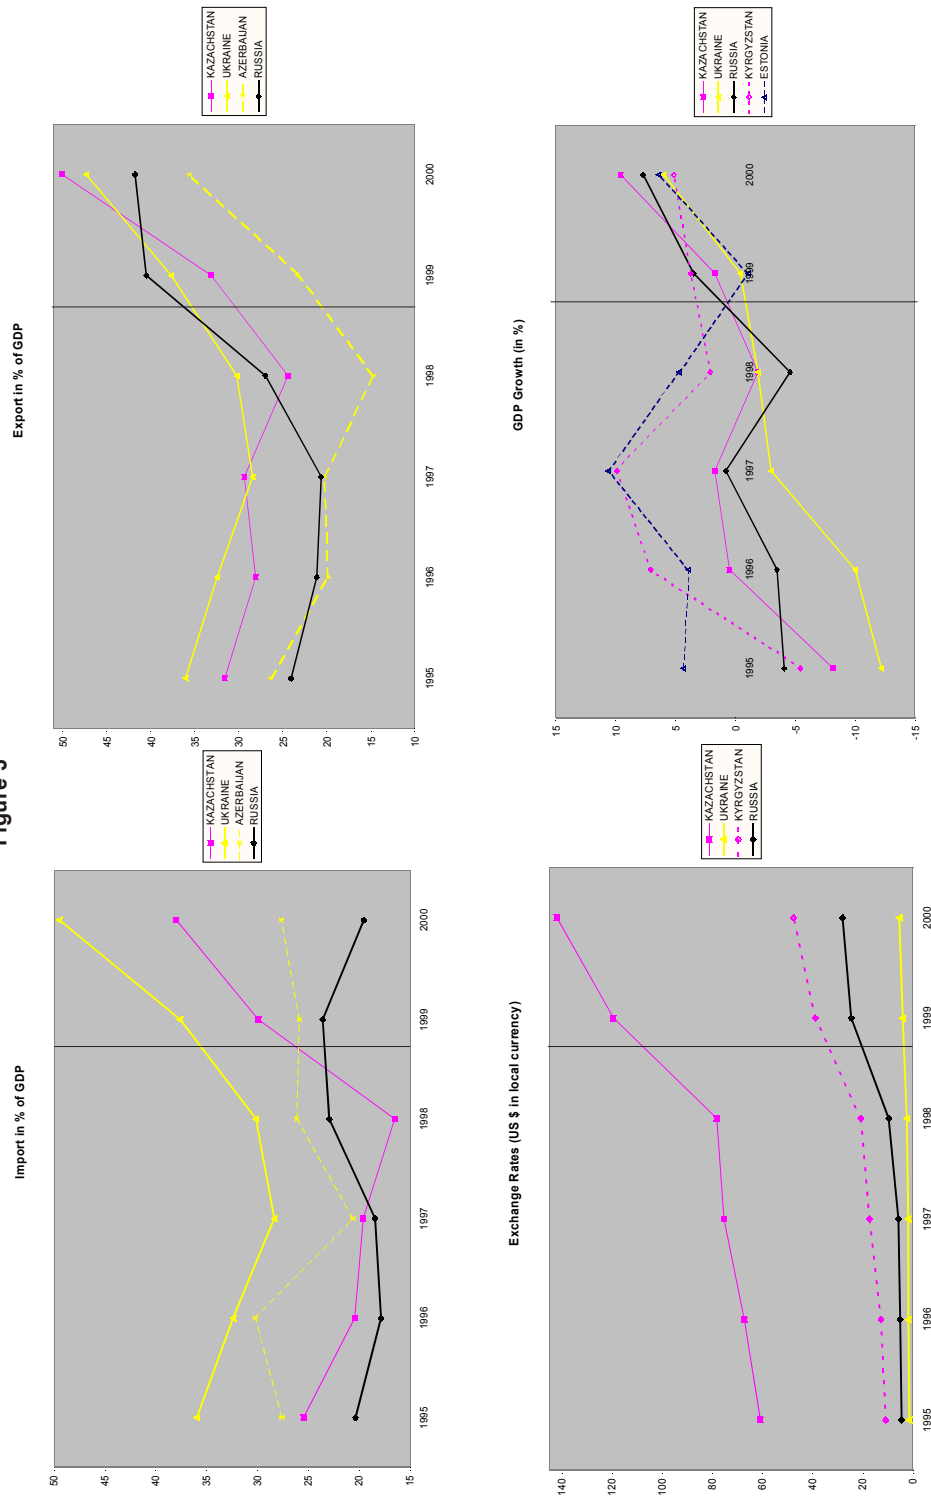 Figure 3
Import in % of GDP
50
45
40
35
30
25
20
15
1995
1996
1997
1998
1999
2000
KAZACHSTAN
UKRAINE
AZERBAIJAN
RUSSIA
Export in % of GDP
50
45
40
35
30
25
20
15
10
1995
1996
1997
1998
1999
2000
KAZACHSTAN
UKRAINE
AZERBAIJAN
RUSSIA
Exchange Rates (US $ in local currency)
140
120
100
80
60
40
20
0
1995
1996
1997
1998
1999
2000
KAZACHSTAN
UKRAINE
KYRGYZSTAN
RUSSIA
GDP Growth (in %)
15
10
5
0
-5
-10
-15
1995
1996
1997
1998
1999
2000
KAZACHSTAN
UKRAINE
RUSSIA
KYRGYZSTAN
ESTONIA